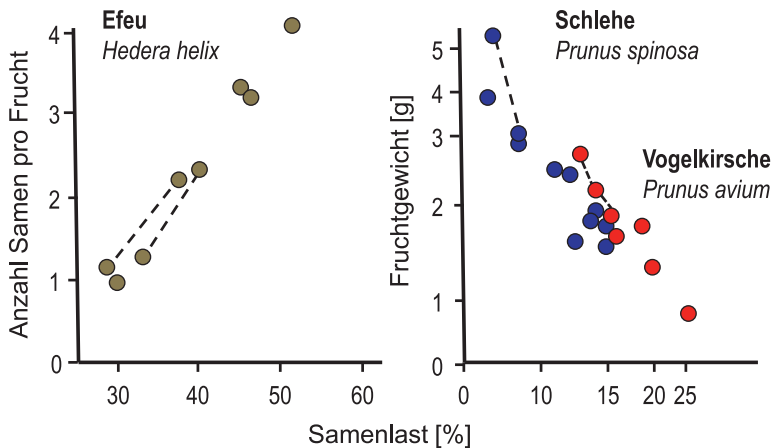 Efeu
Hedera helix
Anzahl Samen pro Frucht
4
3
2
1
0
30 40 50 60
Schlehe
Prunus spinosa
Vogelkirsche
Prunus avium
Fruchtgewicht [g]
5
4
3
2
1
0
0 10 15 20 25
Samenlast [%]